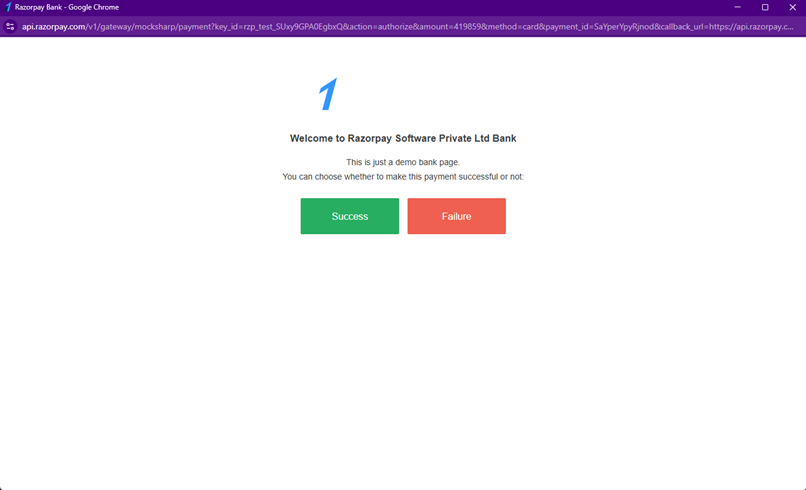 Razorpay Bank - Google Chrome
api.razorpay.com/v1/gateway/mocksharp/payment?key_id=rzp_test_SUxy9GPA0EgbxQ&action=authorize&amount=419859&method=card&payment_id=SaYperYpyRjnod&callback_url=https://api.razorpay.c...
Welcome to Razorpay Software Private Ltd Bank
This is just a demo bank page.
You can choose whether to make this payment successful or not:
Success Failure